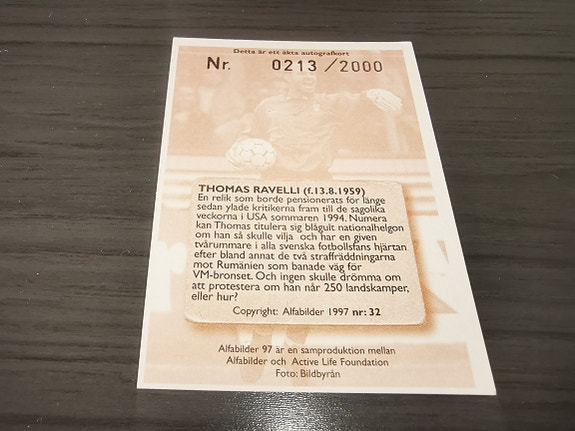 Detta är ett äkta autografkort
Nr. 0213/2000
THOMAS RAVELLI (f.13.8.1959)
En relik som borde pensionerats för länge
sedan ylade kritikerna fram till de sagolika
veckorna i USA sommaren 1994. Numera
kan Thomas titulera sig blågult nationalhelgon
om han så skulle vilja och har en given
tvårummare i alla svenska fotbollsfans hjärtan
efter bland annat de två straffräddningarna
mot Rumänien som banade väg för
VM-bronset. Och ingen skulle drömma om
att protestera om han når 250 landskamper,
eller hur?
Copyright: Alfabilder 1997 nr: 32
Alfabilder 97 är en samproduktion mellan
Alfabilder och Active Life Foundation
Foto: Bildbyrån